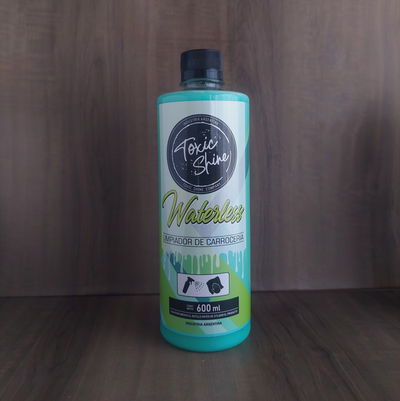 Toxic
Shine
Waterless
LIMPIADOR DE CARROCERIA
600 ml
INDUSTRIA ARGENTINA